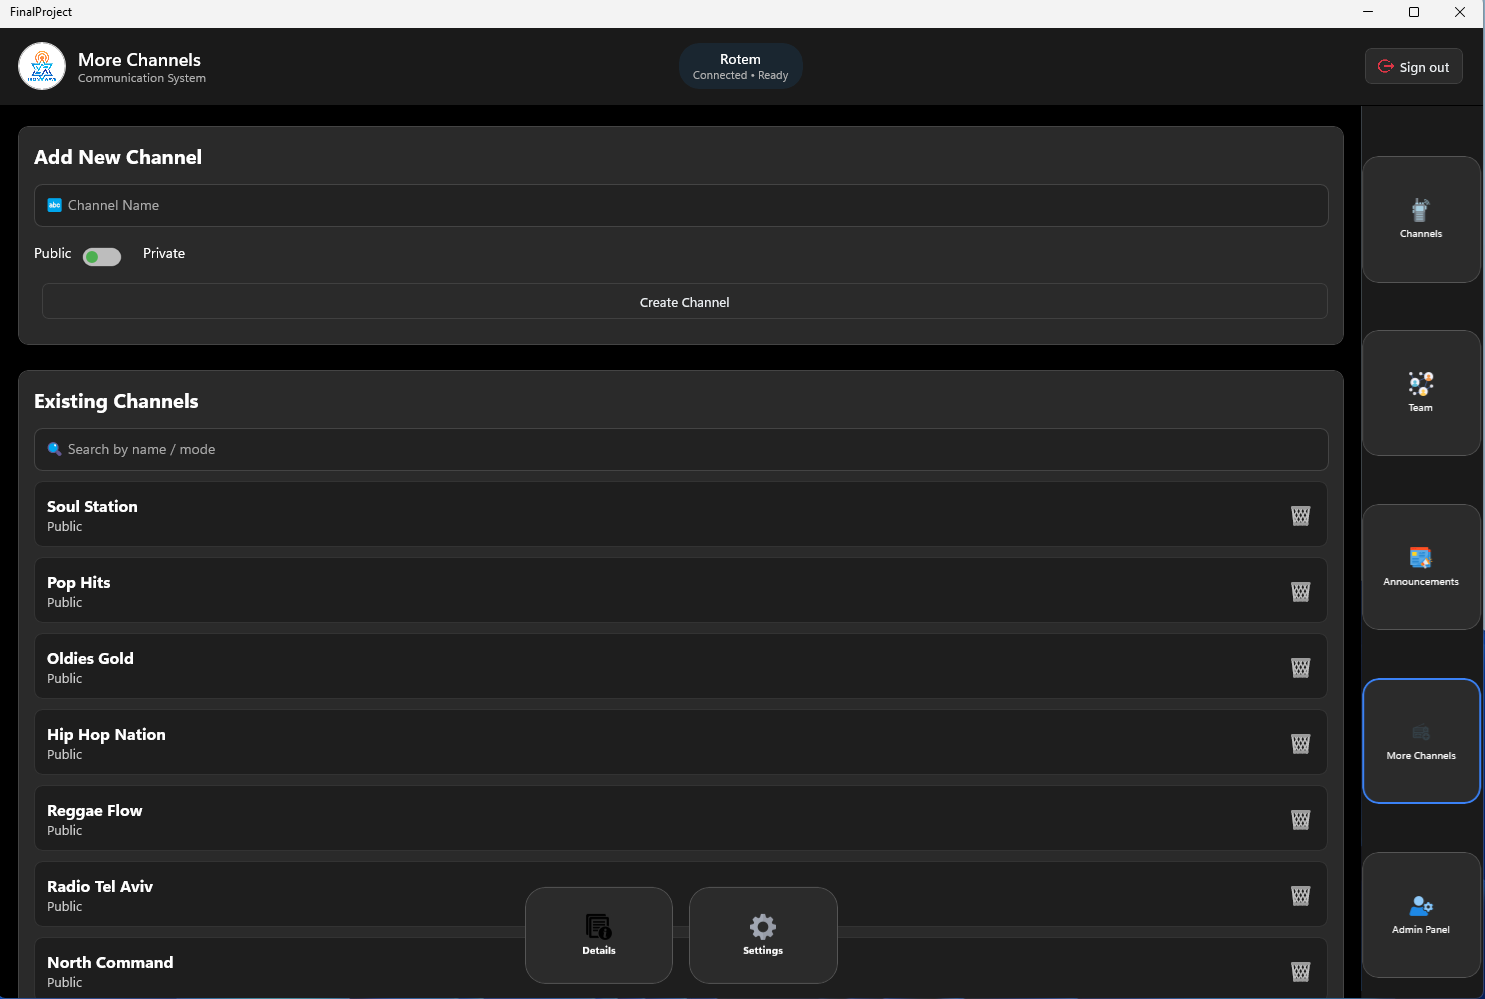 FinalProject
More Channels
Communication System
Rotem
Connected • Ready
Sign out
Add New Channel
abc Channel Name
Public Private
Create Channel
Existing Channels
Search by name / mode
Soul Station
Public
Pop Hits
Public
Oldies Gold
Public
Hip Hop Nation
Public
Reggae Flow
Public
Radio Tel Aviv
Public
North Command
Public
Details
Settings
Channels
Team
Announcements
More Channels
Admin Panel